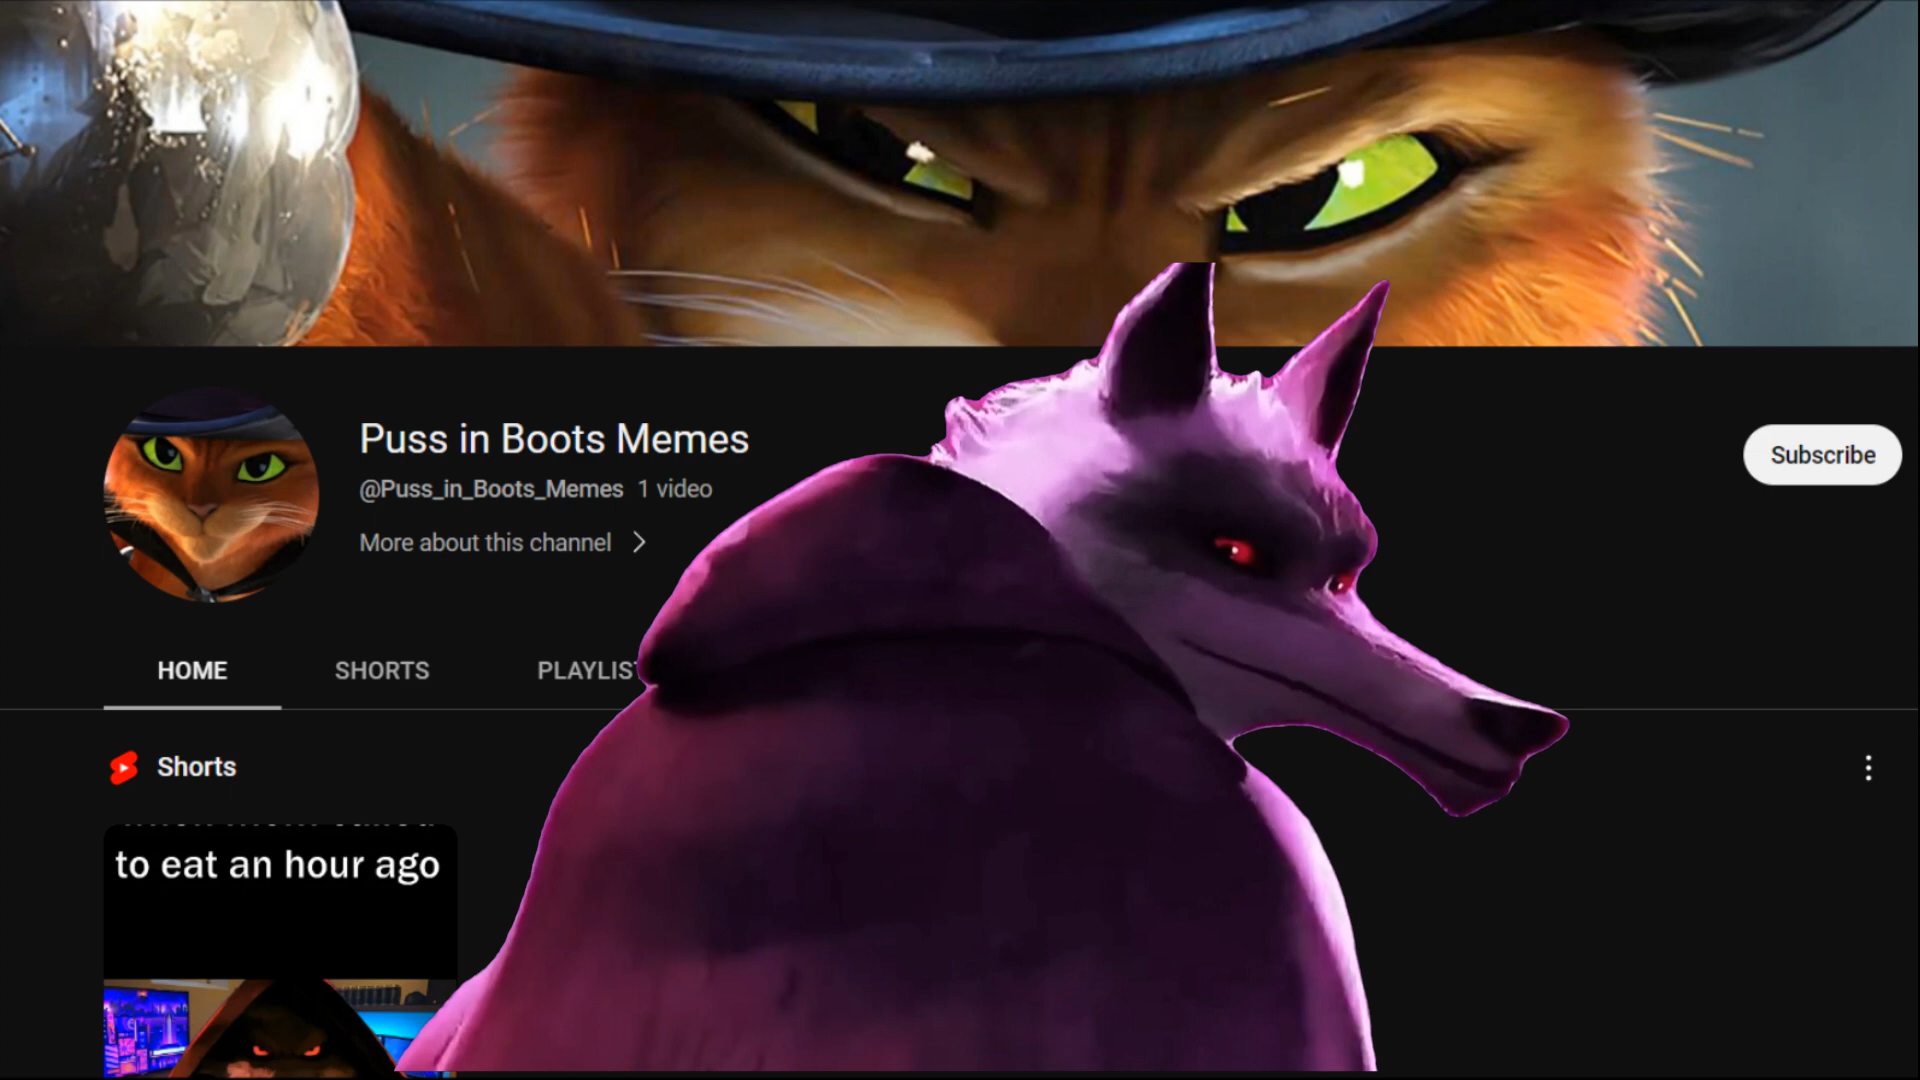 Puss in Boots Memes
@Puss_in_Boots_Memes 1 video
More about this channel
Subscribe
HOME SHORTS PLAYLIS
Shorts
to eat an hour ago